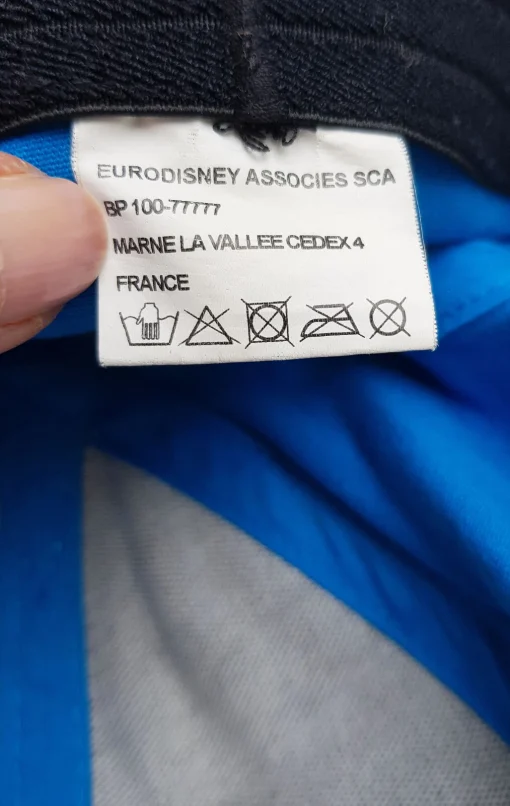 EURODISNEY ASSOCIES SCA
BP 100-77777
MARNE LA VALLEE CEDEX 4
FRANCE